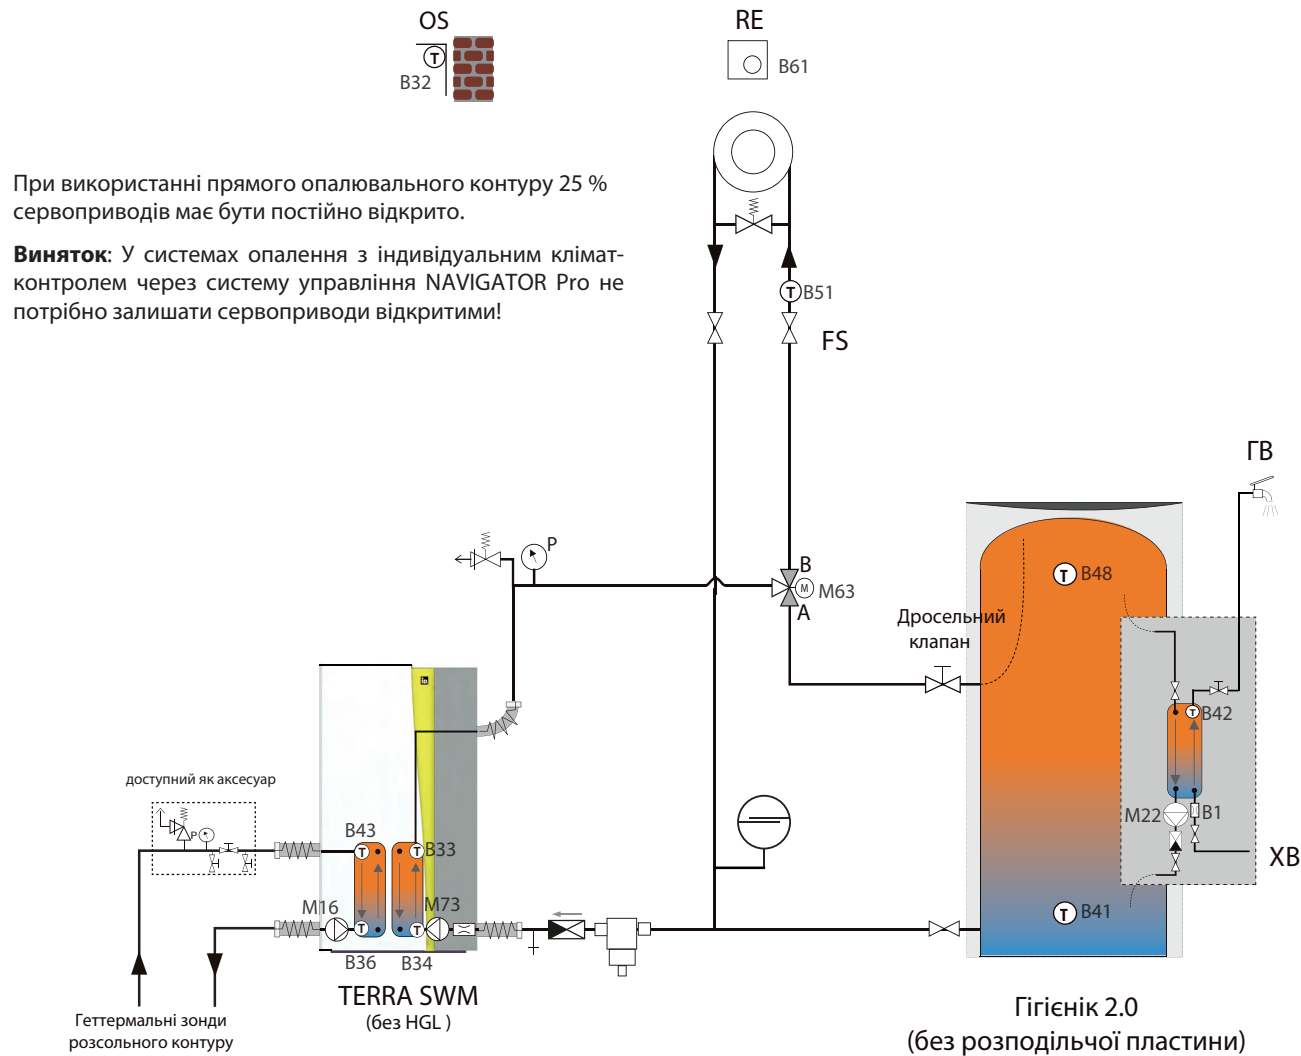 OS
B32
RE
B61
При використанні прямого опалювального контуру 25 %
сервоприводів має бути постійно відкрито.
Виняток: У системах опалення з індивідуальним клімат-
контролем через систему управління NAVIGATOR Pro не
потрібно залишати сервоприводи відкритими!
T
T
B51
FS
ГВ
P
B
M
M63
A
T
B48
Дросельний
клапан
T
B42
M22
B1
ХВ
T
B41
доступний як аксесуар
P
B43
T
T
B33
M16
M73
T
T
B36
B34
TERRA SWM
(без HGL )
Геттермальні зонди
розсольного контуру
Гігієнік 2.0
(без розподільчої пластини)